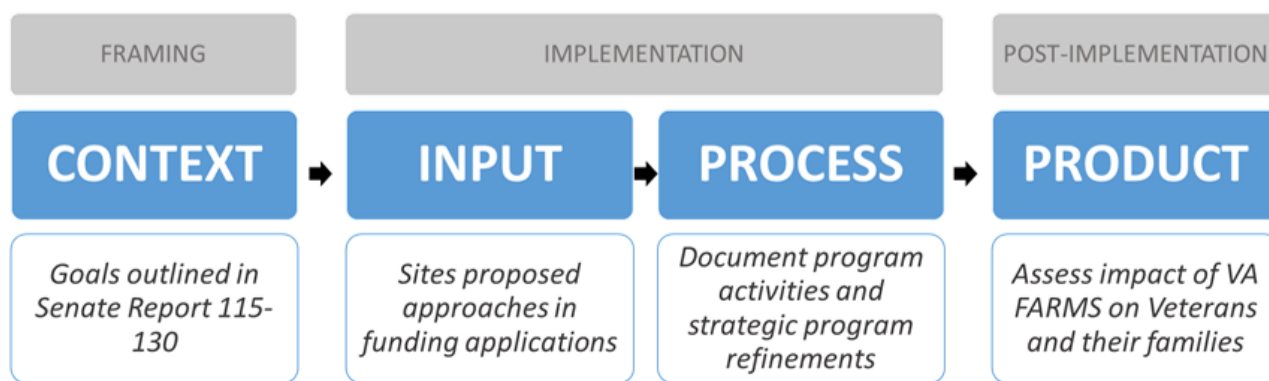 FRAMING
IMPLEMENTATION
POST-IMPLEMENTATION
CONTEXT
INPUT
PROCESS
PRODUCT
Goals outlined in
Senate Report 115-
130
Sites proposed
approaches in
funding applications
Document program
activities and
strategic program
refinements
Assess impact of VA
FARMS on Veterans
and their families